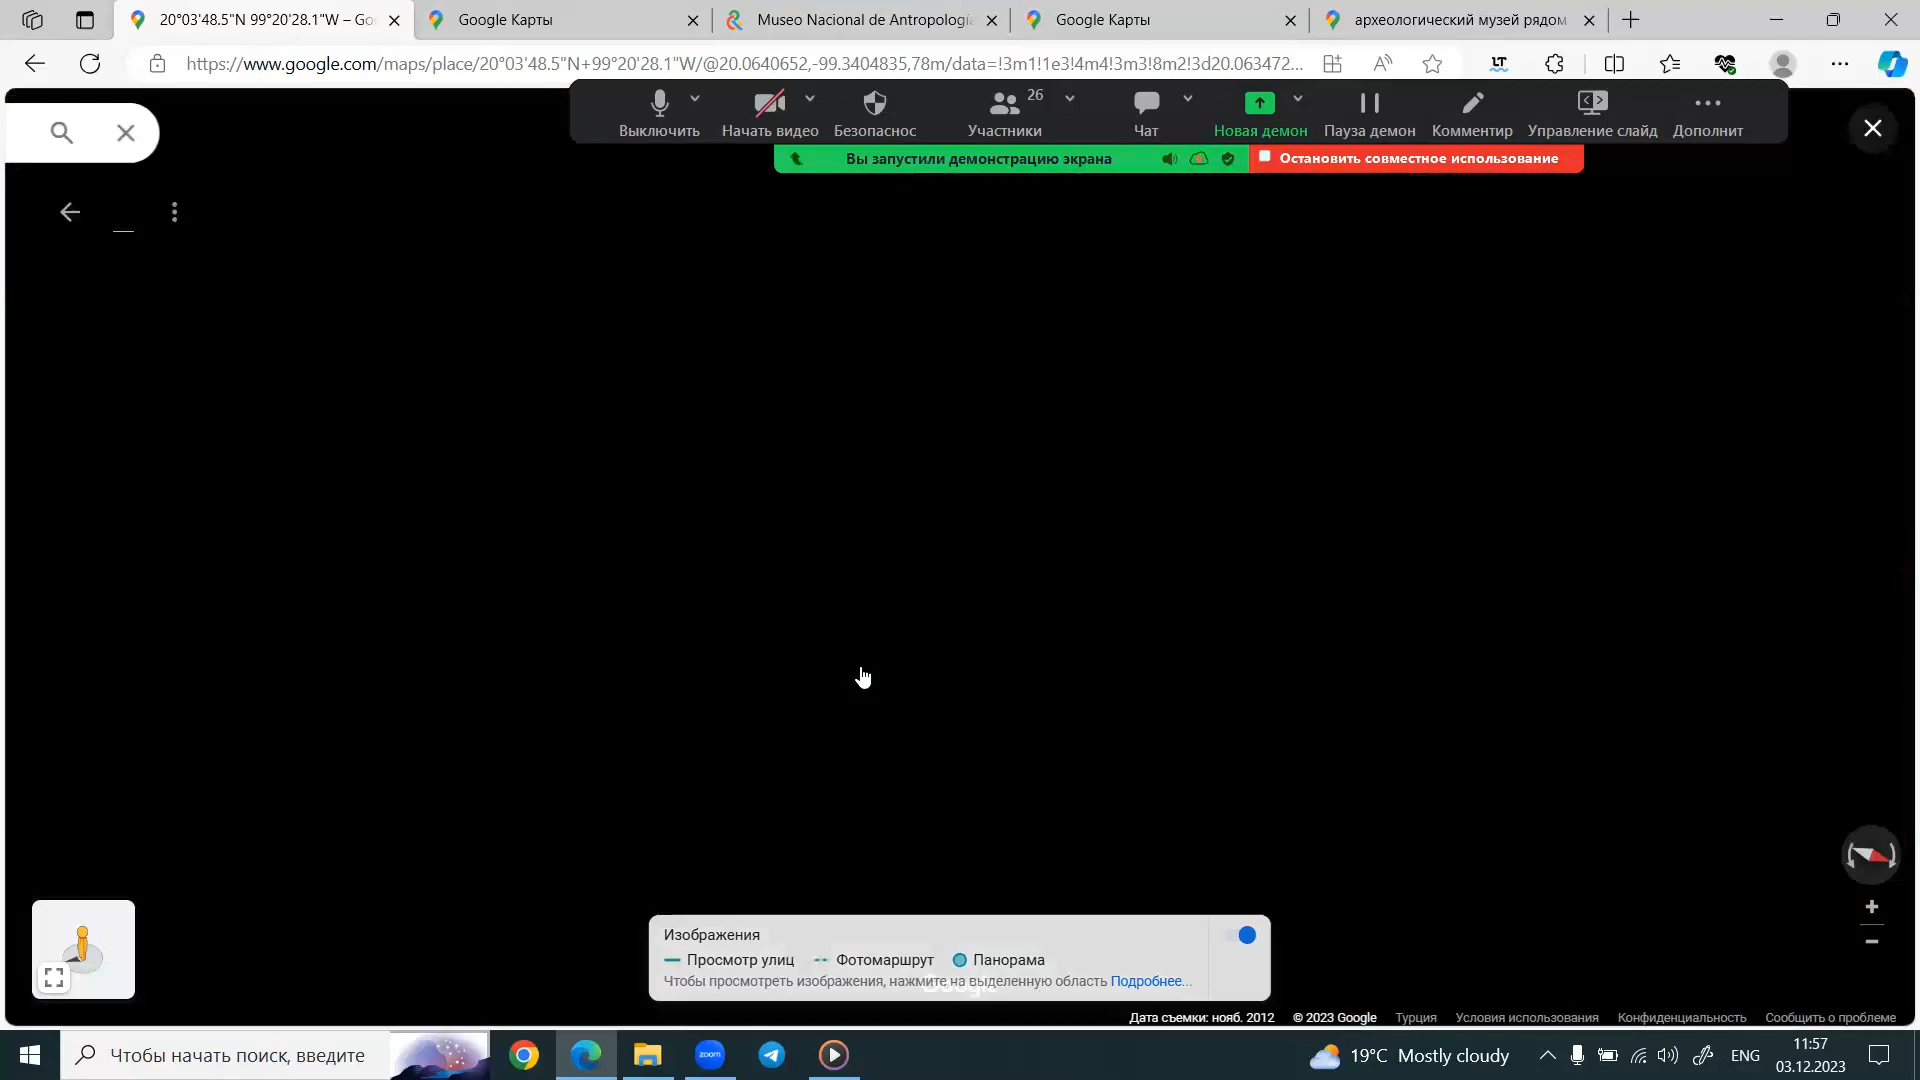 20°03'48.5"N 99°20'28.1"W – Go
Google Карты
Museo Nacional de Antropología
Google Карты
археологический музей рядом
https://www.google.com/maps/place/20°03'48.5"N+99°20'28.1"W/@20.0640652,-99.3404835,78m/data=!3m1!1e3!4m4!3m3!8m2!3d20.063472...
26
Выключить
Начать видео
Безопаснос
Участники
Чат
Новая демон
Пауза демон
Комментир
Управление слайд
Дополнит
Вы запустили демонстрацию экрана
Остановить совместное использование
Изображения
Просмотр улиц
Фотомаршрут
Панорама
Чтобы просмотреть изображения, нажмите на выделенную область Подробнее...
Google
Дата съемки: нояб. 2012
© 2023 Google
Турция
Условия использования
Конфиденциальность
Сообщить о проблеме
Чтобы начать поиск, введите
zoom
19°C Mostly cloudy
ENG
11:57
03.12.2023